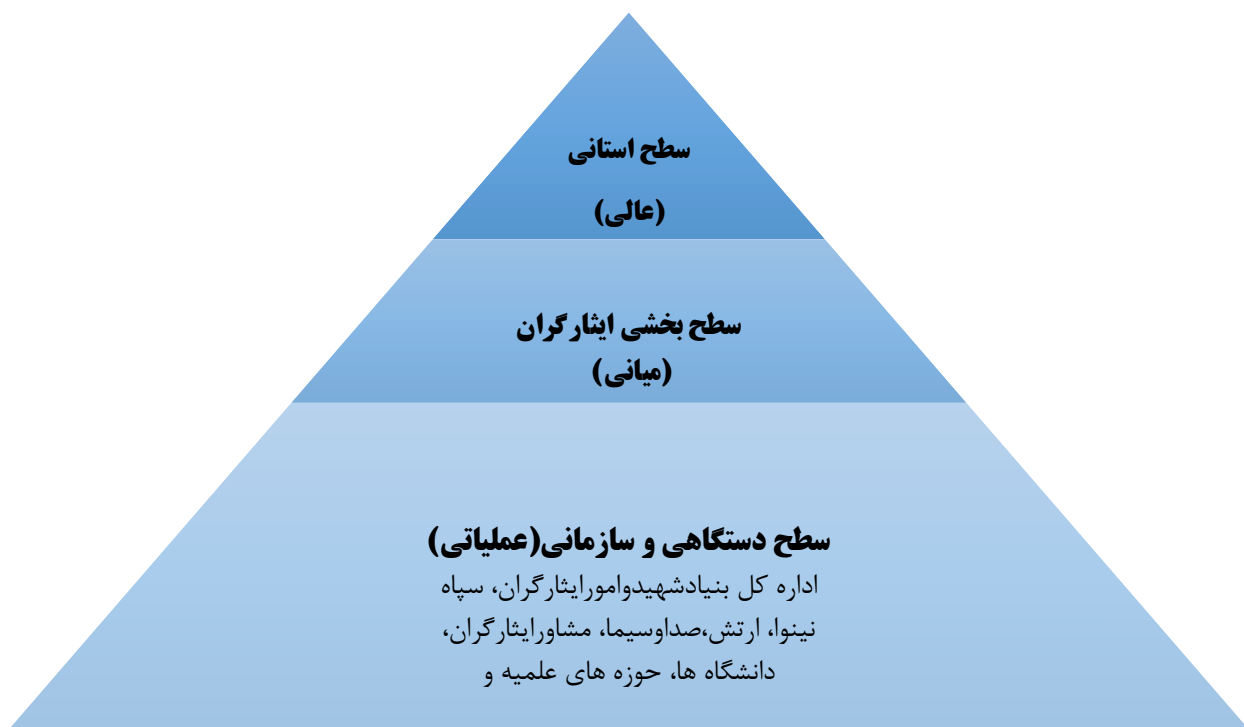 سطح استانی
(عالی)
سطح بخشی ایثارگران
(میانی)
سطح دستگاهی و سازمانی(عملیاتی)
اداره کل بنیادشهیدوامورایثارگران، سپاه
نینوا، ارتش،صداوسیما، مشاورایثارگران،
دانشگاه ها، حوزه های علمیه و